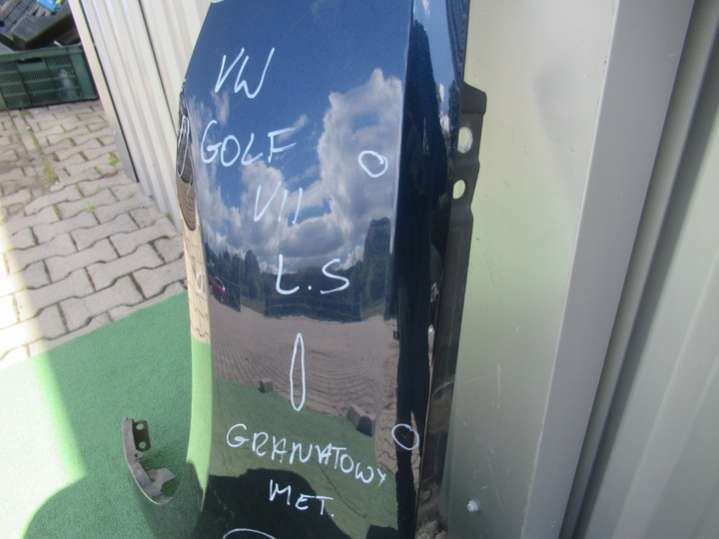 VW
GOLF
VII
L.S
GRANATOWY
MET.